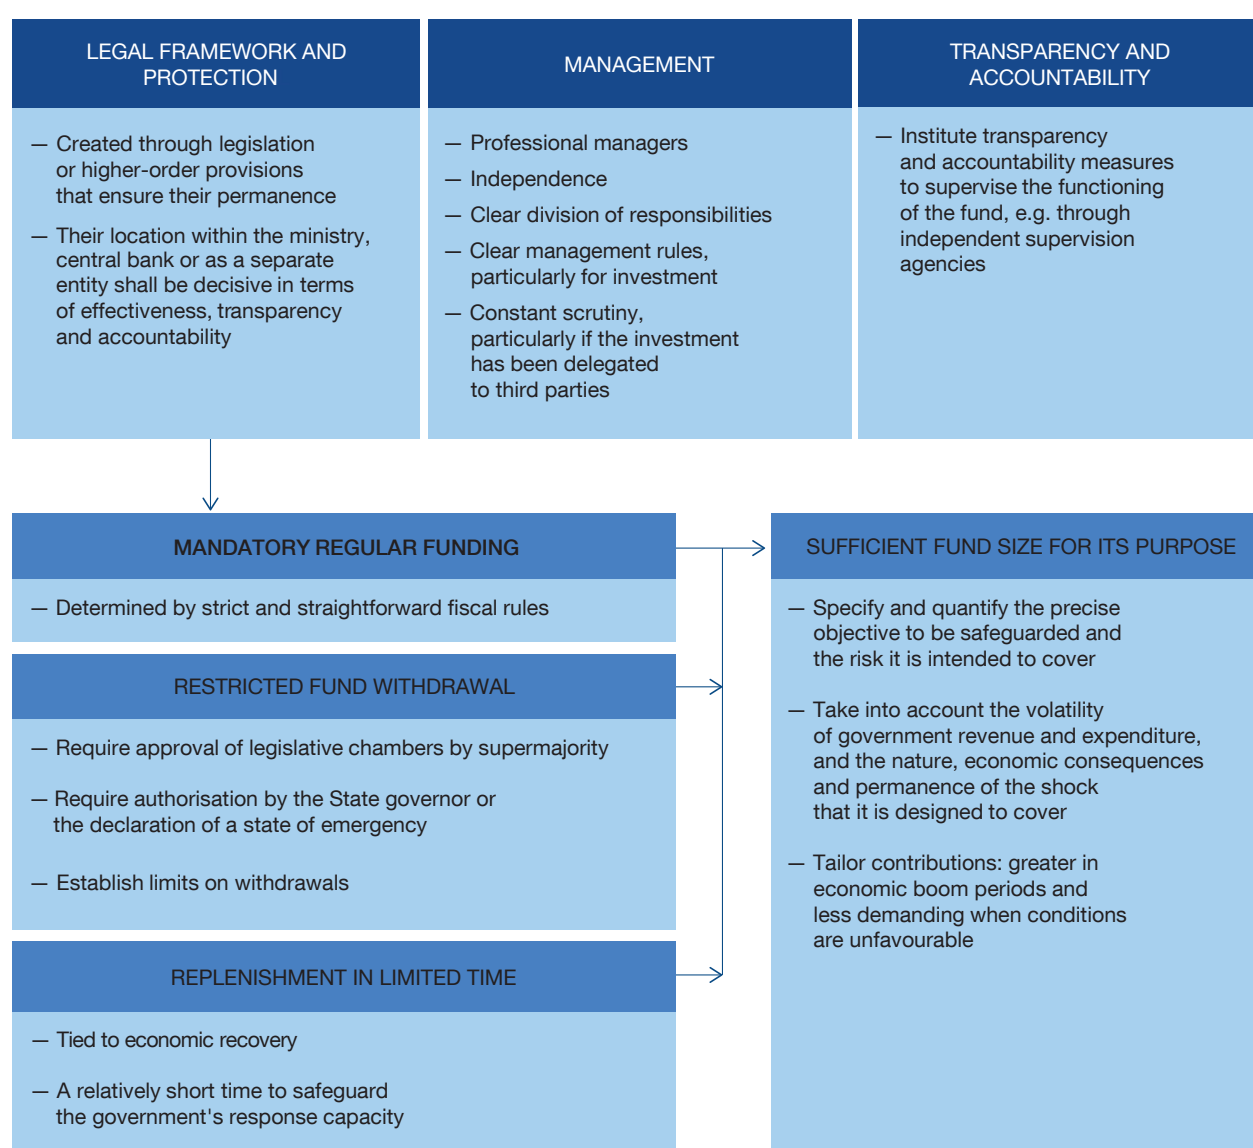 LEGAL FRAMEWORK AND
PROTECTION
— Created through legislation
or higher-order provisions
that ensure their permanence
— Their location within the ministry,
central bank or as a separate
entity shall be decisive in terms
of effectiveness, transparency
and accountability
MANAGEMENT
— Professional managers
— Independence
— Clear division of responsibilities
— Clear management rules,
particularly for investment
— Constant scrutiny,
particularly if the investment
has been delegated
to third parties
TRANSPARENCY AND
ACCOUNTABILITY
— Institute transparency
and accountability measures
to supervise the functioning
of the fund, e.g. through
independent supervision
agencies
MANDATORY REGULAR FUNDING
— Determined by strict and straightforward fiscal rules
RESTRICTED FUND WITHDRAWAL
— Require approval of legislative chambers by supermajority
— Require authorisation by the State governor or
the declaration of a state of emergency
— Establish limits on withdrawals
REPLENISHMENT IN LIMITED TIME
— Tied to economic recovery
— A relatively short time to safeguard
the government's response capacity
SUFFICIENT FUND SIZE FOR ITS PURPOSE
— Specify and quantify the precise
objective to be safeguarded and
the risk it is intended to cover
— Take into account the volatility
of government revenue and expenditure,
and the nature, economic consequences
and permanence of the shock
that it is designed to cover
— Tailor contributions: greater in
economic boom periods and
less demanding when conditions
are unfavourable